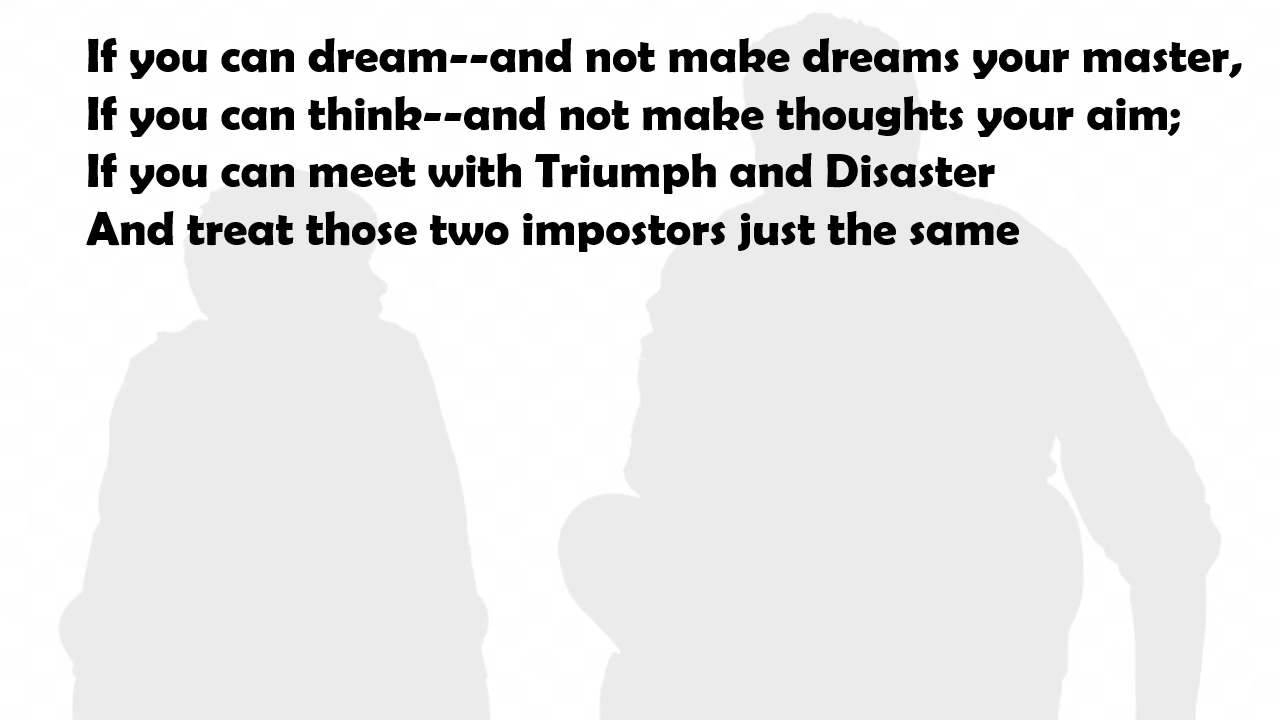 If you can dream--and not make dreams your master,
If you can think--and not make thoughts your aim;
If you can meet with Triumph and Disaster
And treat those two impostors just the same